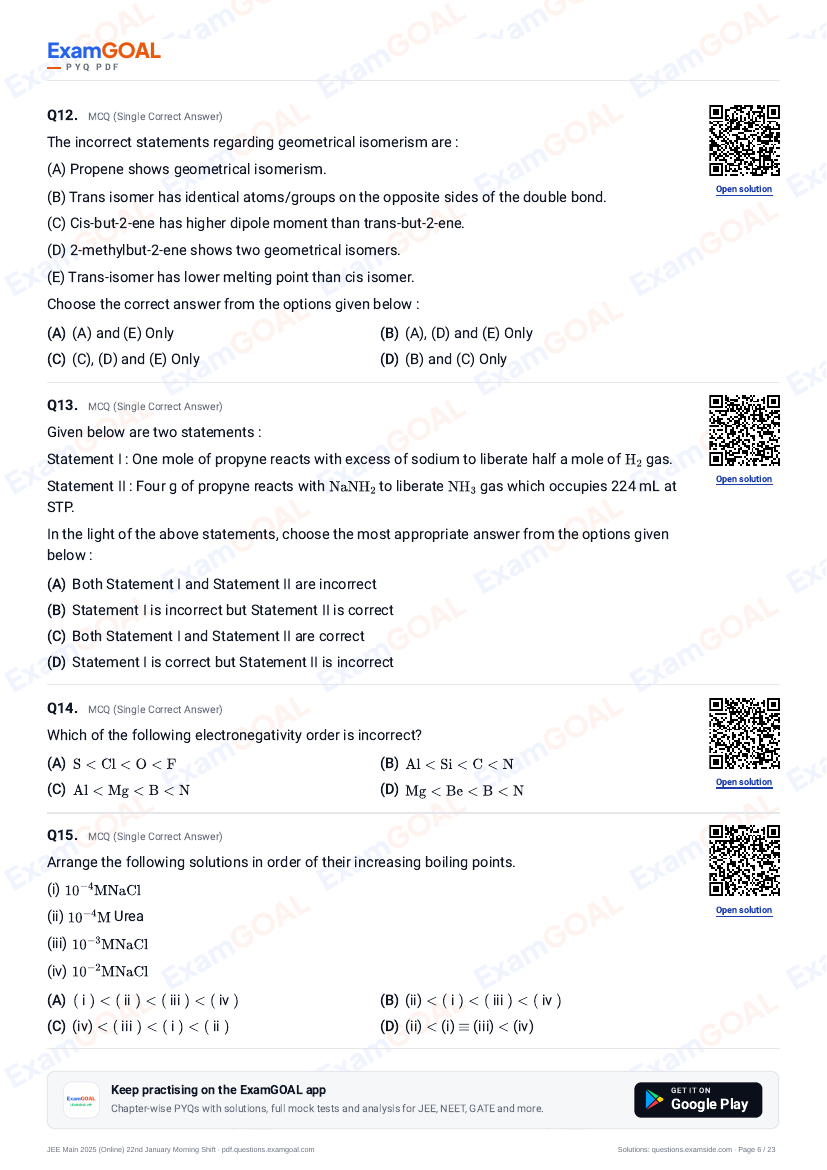 ExamGOAL
PYQ PDF
Q12. MCQ (Single Correct Answer)
The incorrect statements regarding geometrical isomerism are :
(A) Propene shows geometrical isomerism.
(B) Trans isomer has identical atoms/groups on the opposite sides of the double bond.
(C) Cis-but-2-ene has higher dipole moment than trans-but-2-ene.
(D) 2-methylbut-2-ene shows two geometrical isomers.
(E) Trans-isomer has lower melting point than cis isomer.
Choose the correct answer from the options given below :
(A) (A) and (E) Only
(B) (A), (D) and (E) Only
(C) (C), (D) and (E) Only
(D) (B) and (C) Only
Open solution
Q13. MCQ (Single Correct Answer)
Given below are two statements :
Statement I : One mole of propyne reacts with excess of sodium to liberate half a mole of H₂ gas.
Statement II : Four g of propyne reacts with NaNH₂ to liberate NH₃ gas which occupies 224 mL at
STP.
In the light of the above statements, choose the most appropriate answer from the options given
below :
(A) Both Statement I and Statement II are incorrect
(B) Statement I is incorrect but Statement II is correct
(C) Both Statement I and Statement II are correct
(D) Statement I is correct but Statement II is incorrect
Open solution
Q14. MCQ (Single Correct Answer)
Which of the following electronegativity order is incorrect?
(A) S < Cl < O < F
(B) Al < Si < C < N
(C) Al < Mg < B < N
(D) Mg < Be < B < N
Open solution
Q15. MCQ (Single Correct Answer)
Arrange the following solutions in order of their increasing boiling points.
(i) 10⁻⁴MNaCl
(ii) 10⁻⁴M Urea
(iii) 10⁻³MNaCl
(iv) 10⁻²MNaCl
(A) ( i ) < ( ii ) < ( iii ) < ( iv )
(B) (ii) < ( i ) < ( iii ) < ( iv )
(C) (iv) < ( iii ) < ( i ) < ( ii )
(D) (ii) < (i) ≡ (iii) < (iv)
Open solution
Keep practising on the ExamGOAL app
Chapter-wise PYQs with solutions, full mock tests and analysis for JEE, NEET, GATE and more.
GET IT ON
Google Play
JEE Main 2025 (Online) 22nd January Morning Shift · pdf.questions.examgoal.com
Solutions: questions.examside.com · Page 6 / 23